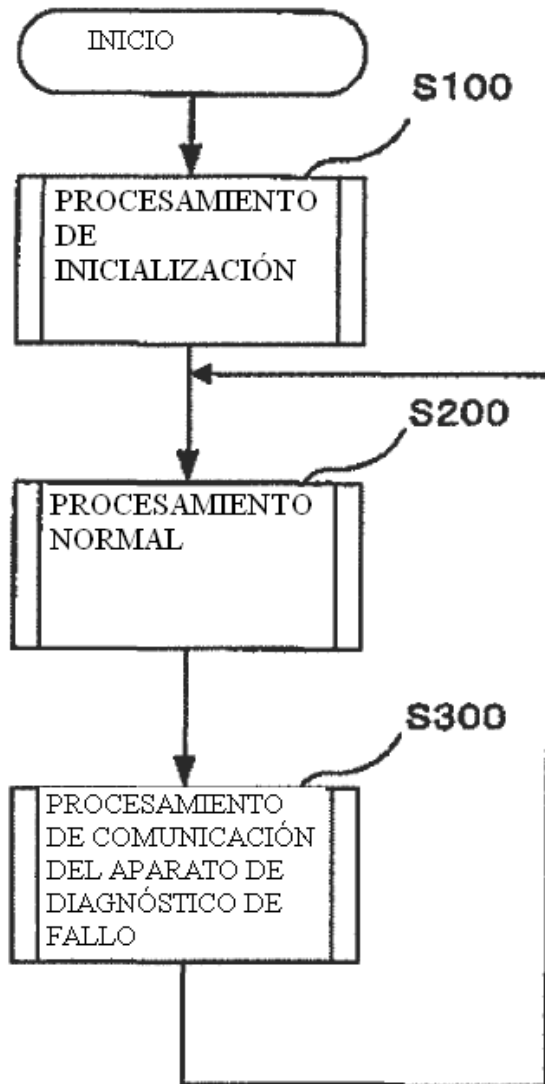 INICIO
S100
PROCESAMIENTO
DE
INICIALIZACIÓN
S200
PROCESAMIENTO
NORMAL
S300
PROCESAMIENTO
DE COMUNICACIÓN
DEL APARATO DE
DIAGNÓSTICO DE
FALLO